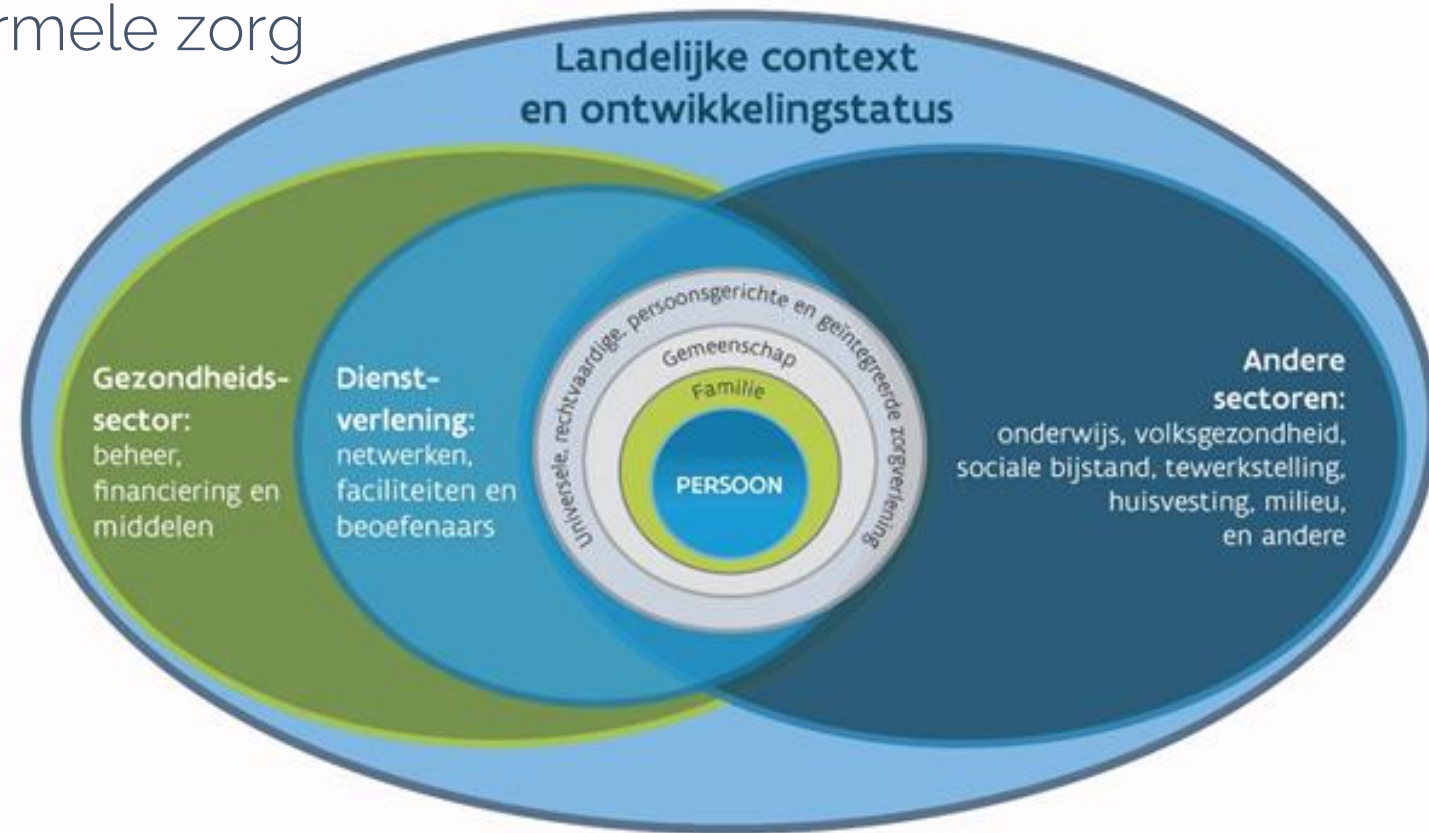 rmele zorg
Landelijke context
en ontwikkelingstatus
Gezondheids-
sector:
beheer,
financiering en
middelen
Dienst-
verlening:
netwerken,
faciliteiten en
beoefenaars
Universele, rechtvaardige, persoonsgerichte en geïntegreerde zorgverlening
Gemeenschap
Familie
PERSOON
Andere
sectoren:
onderwijs, volksgezondheid,
sociale bijstand, tewerkstelling,
huisvesting, milieu,
en andere